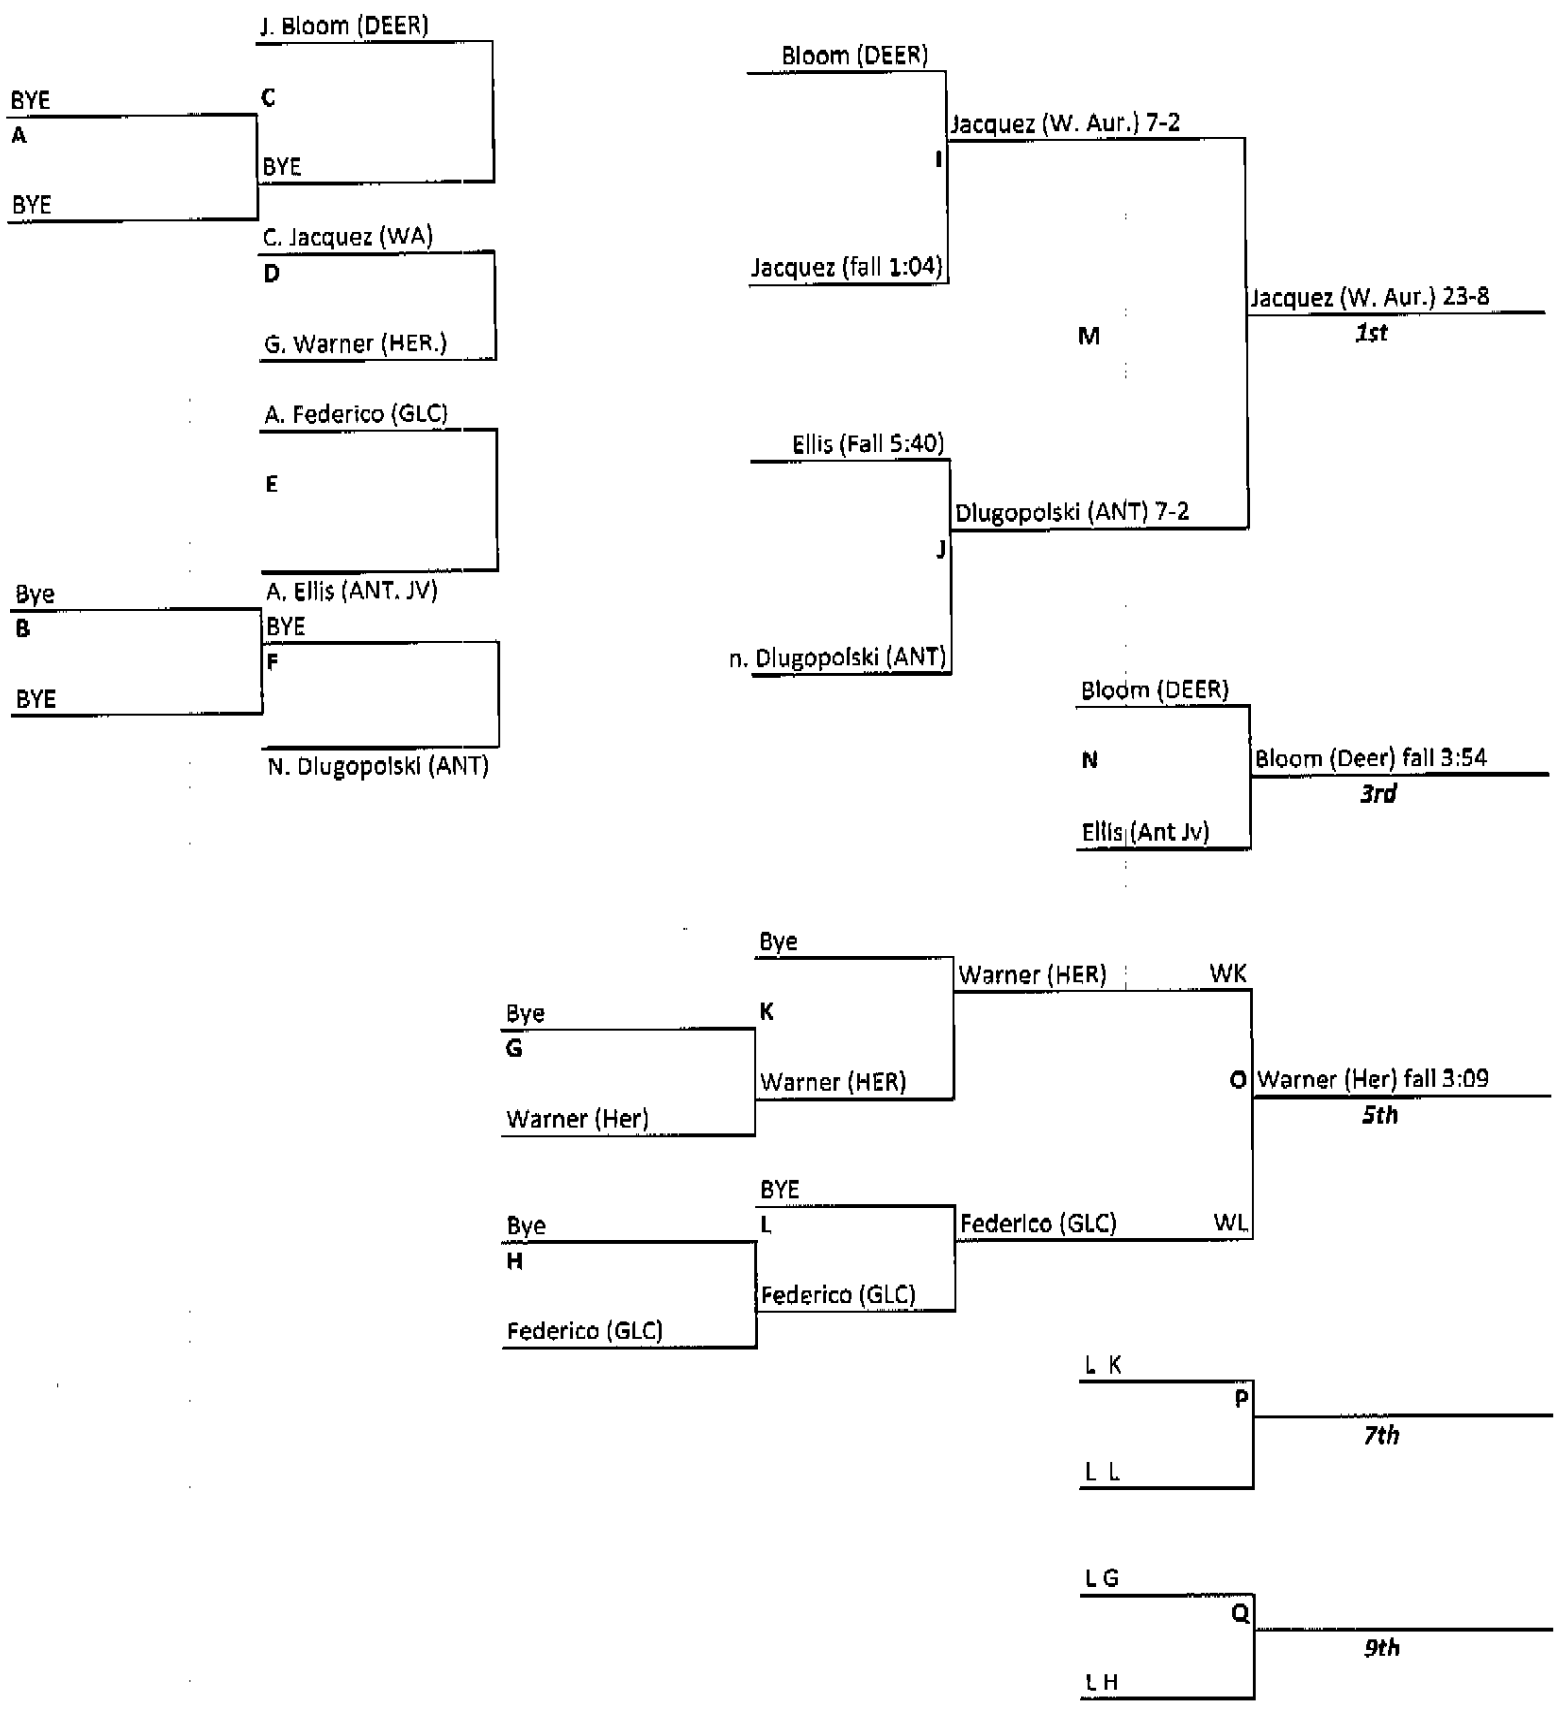 J. Bloom (DEER)
C
BYE
A
BYE
BYE
C. Jacquez (WA)
D
G. Warner (HER.)
A. Federico (GLC)
E
A. Ellis (ANT. JV)
Bye
B
BYE
F
BYE
N. Dlugopolski (ANT)
Bloom (DEER)
I
Jacquez (W. Aur.) 7-2
Jacquez (fall 1:04)
M
Jacquez (W. Aur.) 23-8
1st
Ellis (Fall 5:40)
J
Dlugopolski (ANT) 7-2
n. Dlugopolski (ANT)
Bloom (DEER)
N
Bloom (Deer) fall 3:54
3rd
Ellis (Ant Jv)
Bye
K
Warner (HER) WK
Bye
G
Warner (HER)
Warner (Her)
O
Warner (Her) fall 3:09
5th
BYE
L
Federico (GLC) WL
Bye
H
Federico (GLC)
Federico (GLC)
L K
P
7th
L L
L G
Q
9th
L H